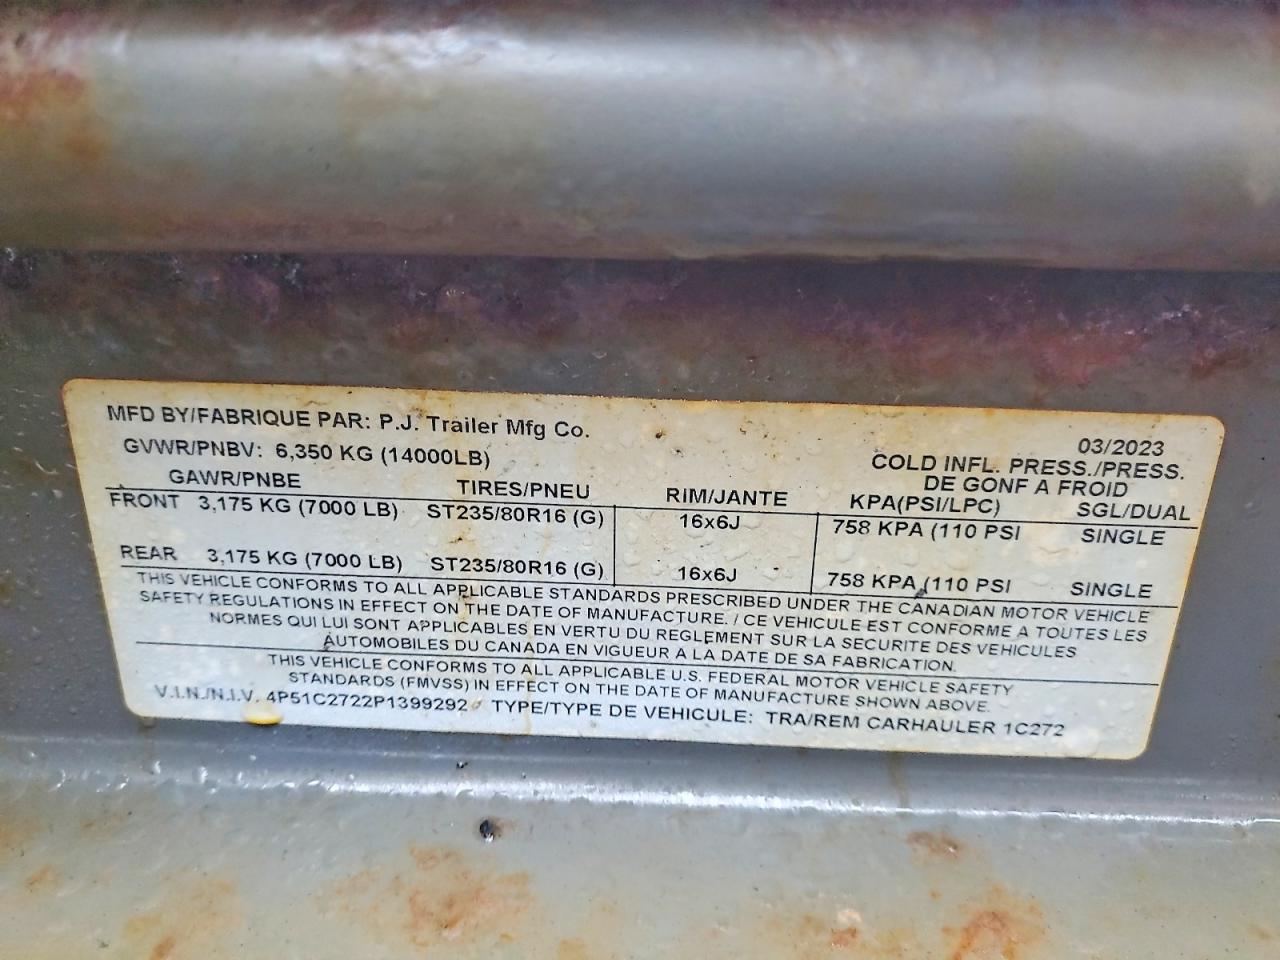 MFD BY/FABRIQUE PAR: P.J. Trailer Mfg Co.
03/2023
GVWR/PNBV: 6,350 KG (14000LB)
COLD INFL. PRESS./PRESS.
DE GONF A FROID
GAWR/PNBE TIRES/PNEU RIM/JANTE KPA(PSI/LPC) SGL/DUAL
FRONT 3,175 KG (7000 LB) ST235/80R16 (G) 16x6J 758 KPA (110 PSI SINGLE
REAR 3,175 KG (7000 LB) ST235/80R16 (G) 16x6J 758 KPA (110 PSI SINGLE
THIS VEHICLE CONFORMS TO ALL APPLICABLE STANDARDS PRESCRIBED UNDER THE CANADIAN MOTOR VEHICLE
SAFETY REGULATIONS IN EFFECT ON THE DATE OF MANUFACTURE. / CE VEHICULE EST CONFORME A TOUTES LES
NORMES QUI LUI SONT APPLICABLES EN VERTU DU REGLEMENT SUR LA SECURITE DES VEHICULES
AUTOMOBILES DU CANADA EN VIGUEUR A LA DATE DE SA FABRICATION.
THIS VEHICLE CONFORMS TO ALL APPLICABLE U.S. FEDERAL MOTOR VEHICLE SAFETY
STANDARDS (FMVSS) IN EFFECT ON THE DATE OF MANUFACTURE SHOWN ABOVE.
V.I.N./N.I.V. 4P51C2722P1399292 TYPE/TYPE DE VEHICULE: TRA/REM CARHAULER 1C272